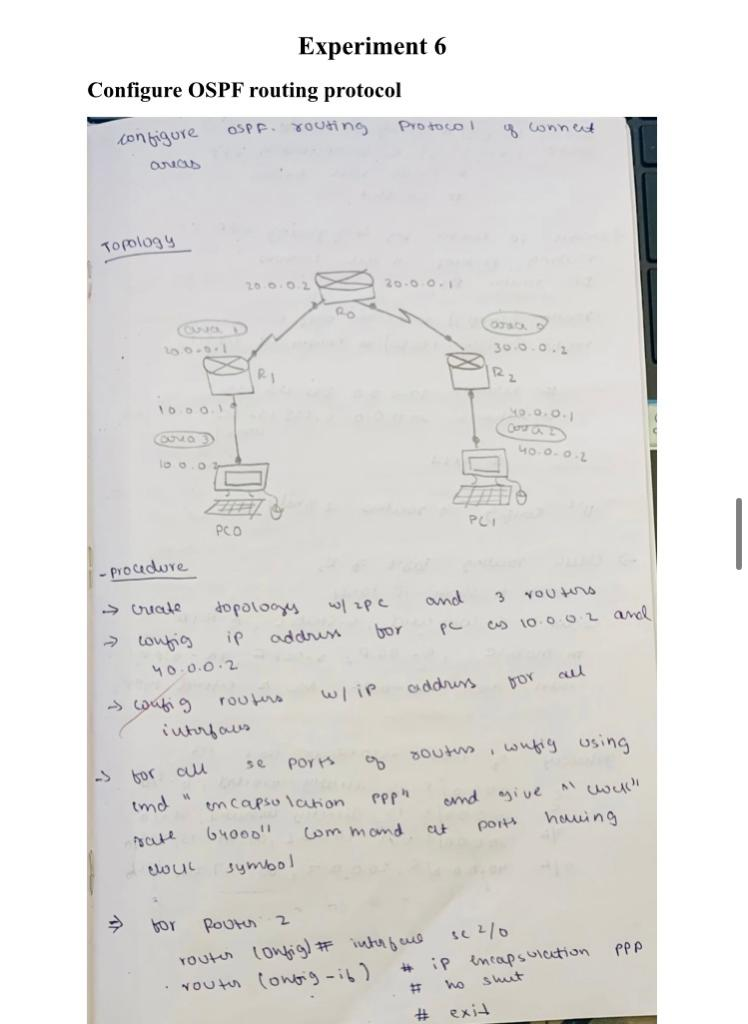 Experiment 6
Configure OSPF routing protocol
configure OSPF. routing Protocol & connect
areas
Topology
20.0.0.2 30.0.0.1
R0
area 1 area 0
20.0.0.1 30.0.0.2
R1 R2
10.0.0.1 40.0.0.1
area 3 area 2
10.0.0.2 40.0.0.2
PC0 PC1
- procedure
→ create topology w/ 2PC and 3 routers
→ config ip address for pc as 10.0.0.2 and
40.0.0.2
→ config routers w/ iP address for all
interfaces
→ for all se ports of routers, config using
cmd " encapsulation PPP" and give " clock"
rate 64000" command at ports having
clock symbol
⇒ for Router 2
router (config)# interface se 2/0
router (config-if) # ip encapsulation PPP
# no shut
# exit